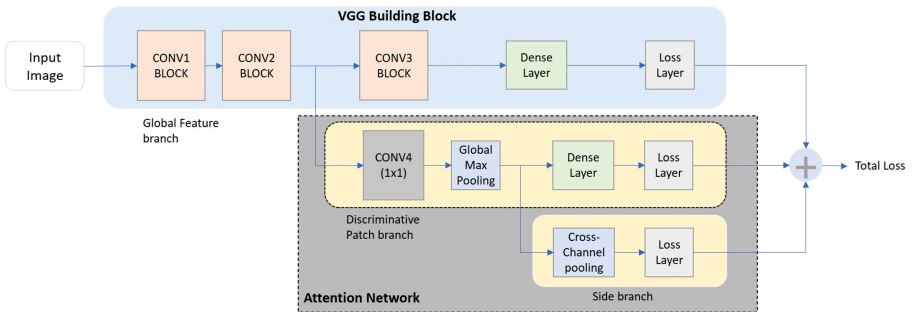 VGG Building Block
Input
Image
CONV1
BLOCK
CONV2
BLOCK
CONV3
BLOCK
Dense
Layer
Loss
Layer
Global Feature
branch
CONV4
(1x1)
Global
Max
Pooling
Dense
Layer
Loss
Layer
Total Loss
Discriminative
Patch branch
Cross-
Channel
pooling
Loss
Layer
Attention Network
Side branch